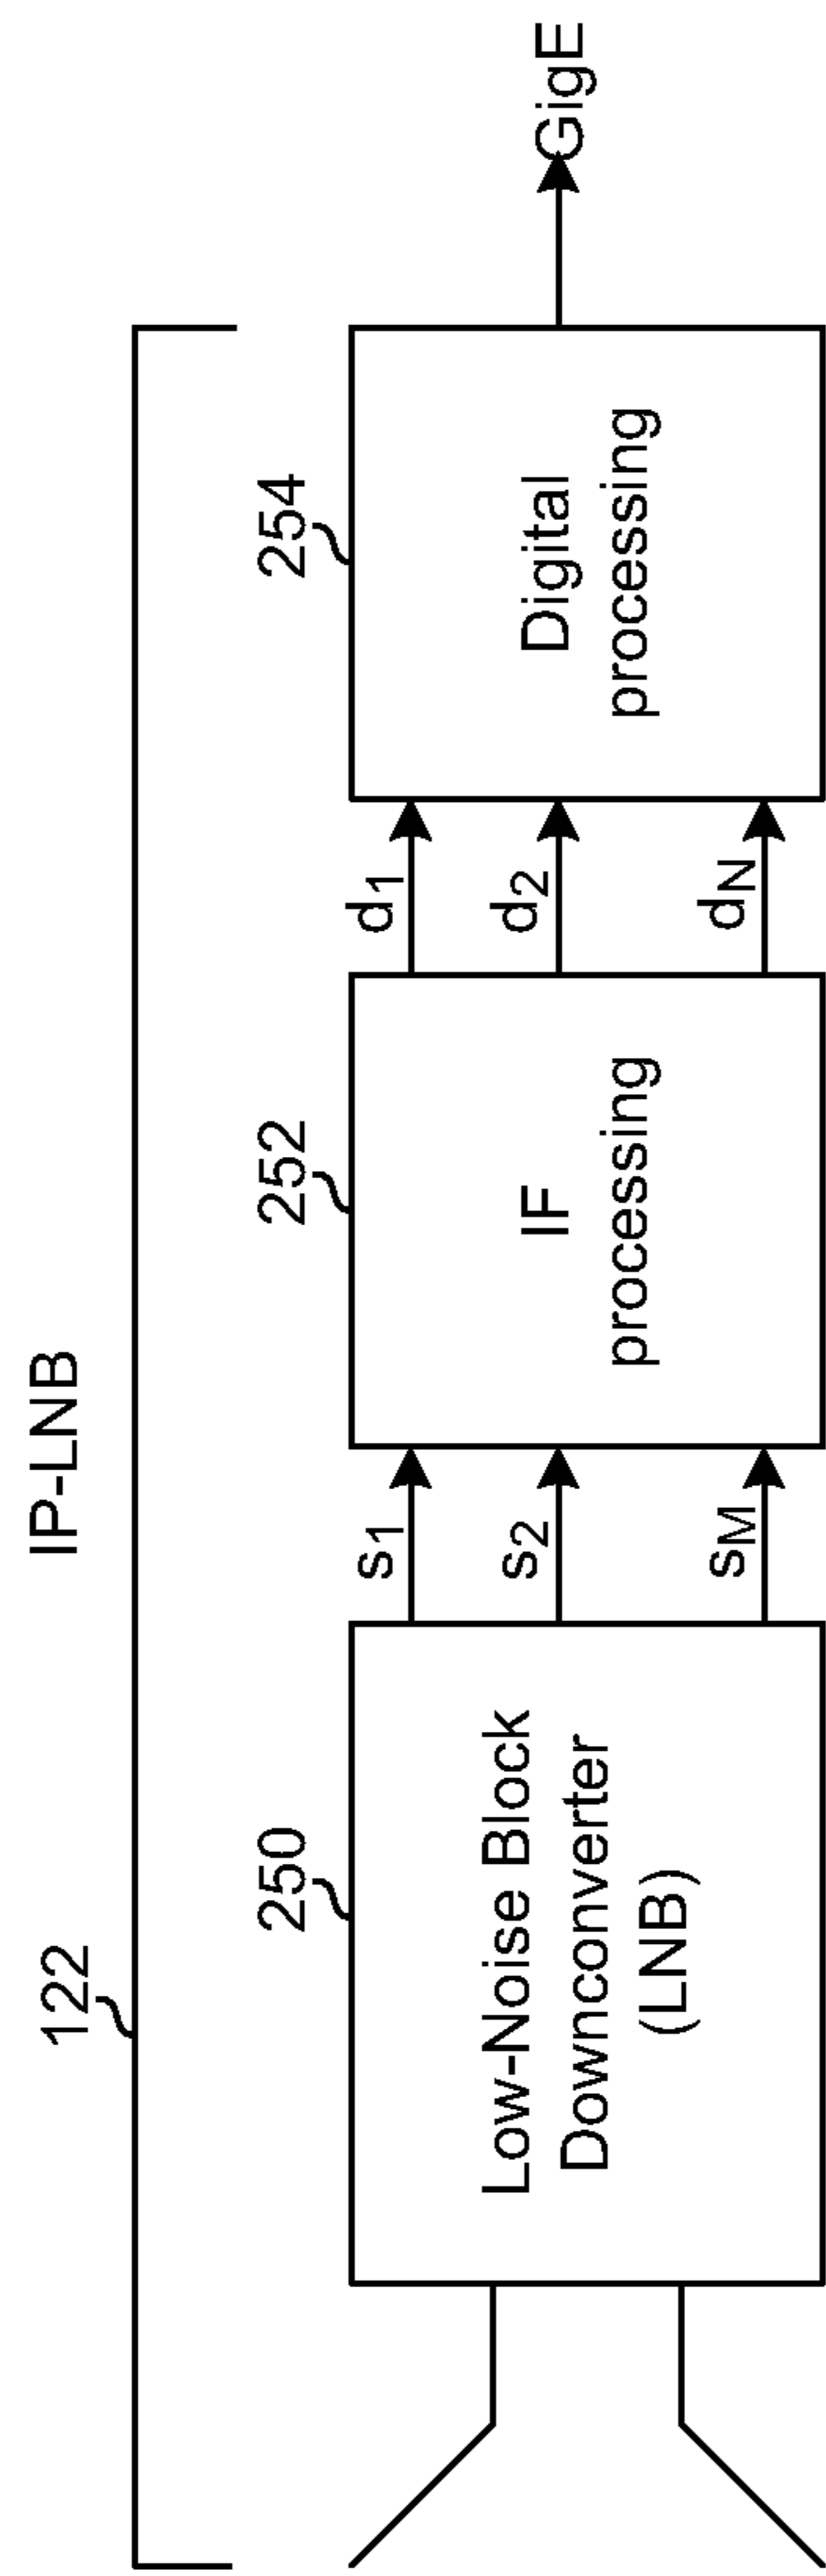 IP-LNB
122
250
252
254
Low-Noise Block
Downconverter
(LNB)
s1
s2
sM
IF
processing
d1
d2
dN
Digital
processing
GigE